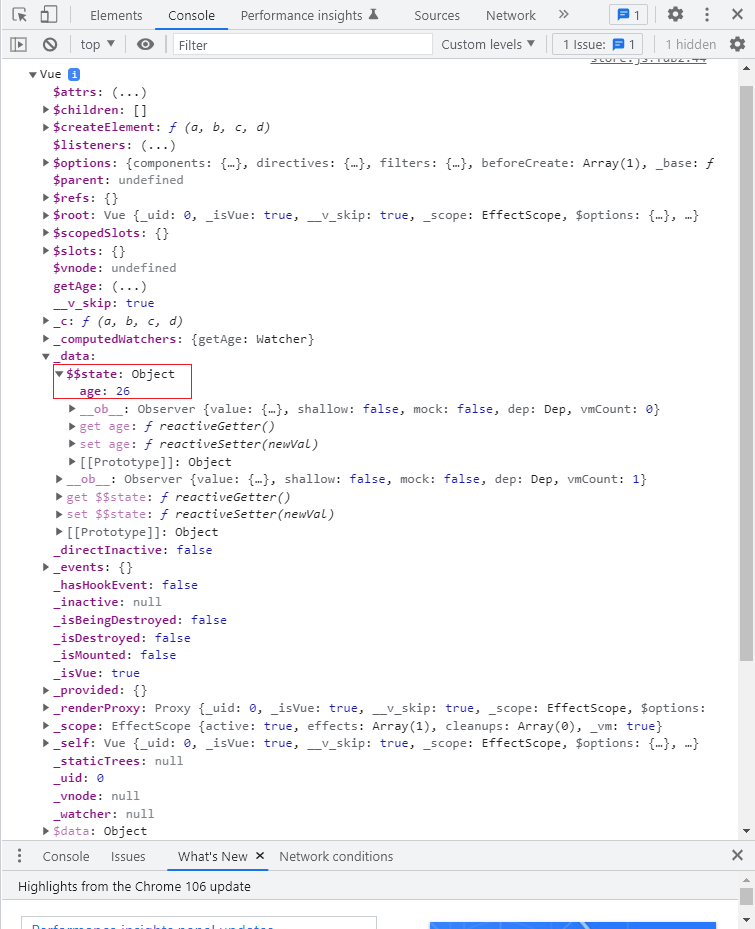 Elements Console Performance insights Sources Network » 1
top Filter Custom levels 1 Issue: 1 1 hidden
Vue i
$attrs: (...)
$children: []
$createElement: ƒ (a, b, c, d)
$listeners: (...)
$options: {components: {…}, directives: {…}, filters: {…}, beforeCreate: Array(1), _base: ƒ
$parent: undefined
$refs: {}
$root: Vue {_uid: 0, _isVue: true, __v_skip: true, _scope: EffectScope, $options: {…}, …}
$scopedSlots: {}
$slots: {}
$vnode: undefined
getAge: (...)
__v_skip: true
_c: ƒ (a, b, c, d)
_computedWatchers: {getAge: Watcher}
_data:
$$state: Object
age: 26
__ob__: Observer {value: {…}, shallow: false, mock: false, dep: Dep, vmCount: 0}
get age: ƒ reactiveGetter()
set age: ƒ reactiveSetter(newVal)
[[Prototype]]: Object
__ob__: Observer {value: {…}, shallow: false, mock: false, dep: Dep, vmCount: 1}
get $$state: ƒ reactiveGetter()
set $$state: ƒ reactiveSetter(newVal)
[[Prototype]]: Object
_directInactive: false
_events: {}
_hasHookEvent: false
_inactive: null
_isBeingDestroyed: false
_isDestroyed: false
_isMounted: false
_isVue: true
_provided: {}
_renderProxy: Proxy {_uid: 0, _isVue: true, __v_skip: true, _scope: EffectScope, $options:
_scope: EffectScope {active: true, effects: Array(1), cleanups: Array(0), _vm: true}
_self: Vue {_uid: 0, _isVue: true, __v_skip: true, _scope: EffectScope, $options: {…}, …}
_staticTrees: null
_uid: 0
_vnode: null
_watcher: null
$data: Object
Console Issues What's New Network conditions
Highlights from the Chrome 106 update
Performance insights panel updates